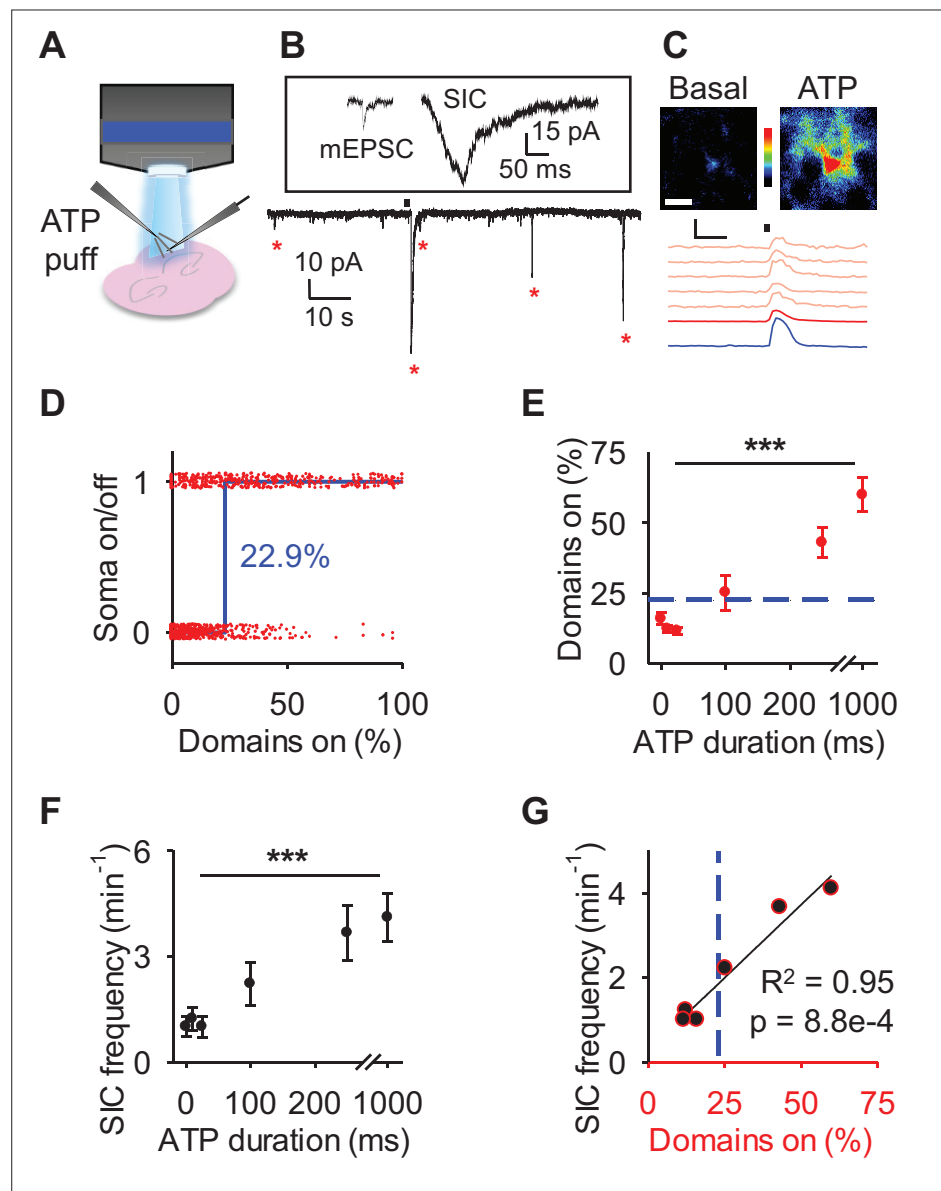 A
ATP
puff
B
SIC
mEPSC
15 pA
50 ms
*
*
*
*
*
10 pA
10 s
C
Basal
ATP
D
Soma on/off
1
0
22.9%
0
50
100
Domains on (%)
E
Domains on (%)
75
50
25
0
***
0
100
200
1000
ATP duration (ms)
F
SIC frequency (min⁻¹)
6
3
0
***
0
100
200
1000
ATP duration (ms)
G
SIC frequency (min⁻¹)
4
2
0
R² = 0.95
p = 8.8e-4
0
25
50
75
Domains on (%)